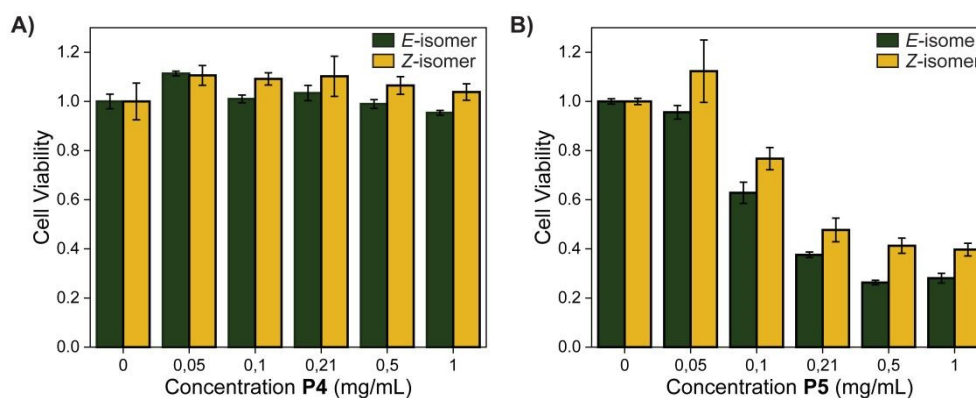 A)
E-isomer
Z-isomer
Cell Viability
1.2
1.0
0.8
0.6
0.4
0.2
0.0
0 0,05 0,1 0,21 0,5 1
Concentration P4 (mg/mL)
B)
E-isomer
Z-isomer
Cell Viability
1.2
1.0
0.8
0.6
0.4
0.2
0.0
0 0,05 0,1 0,21 0,5 1
Concentration P5 (mg/mL)